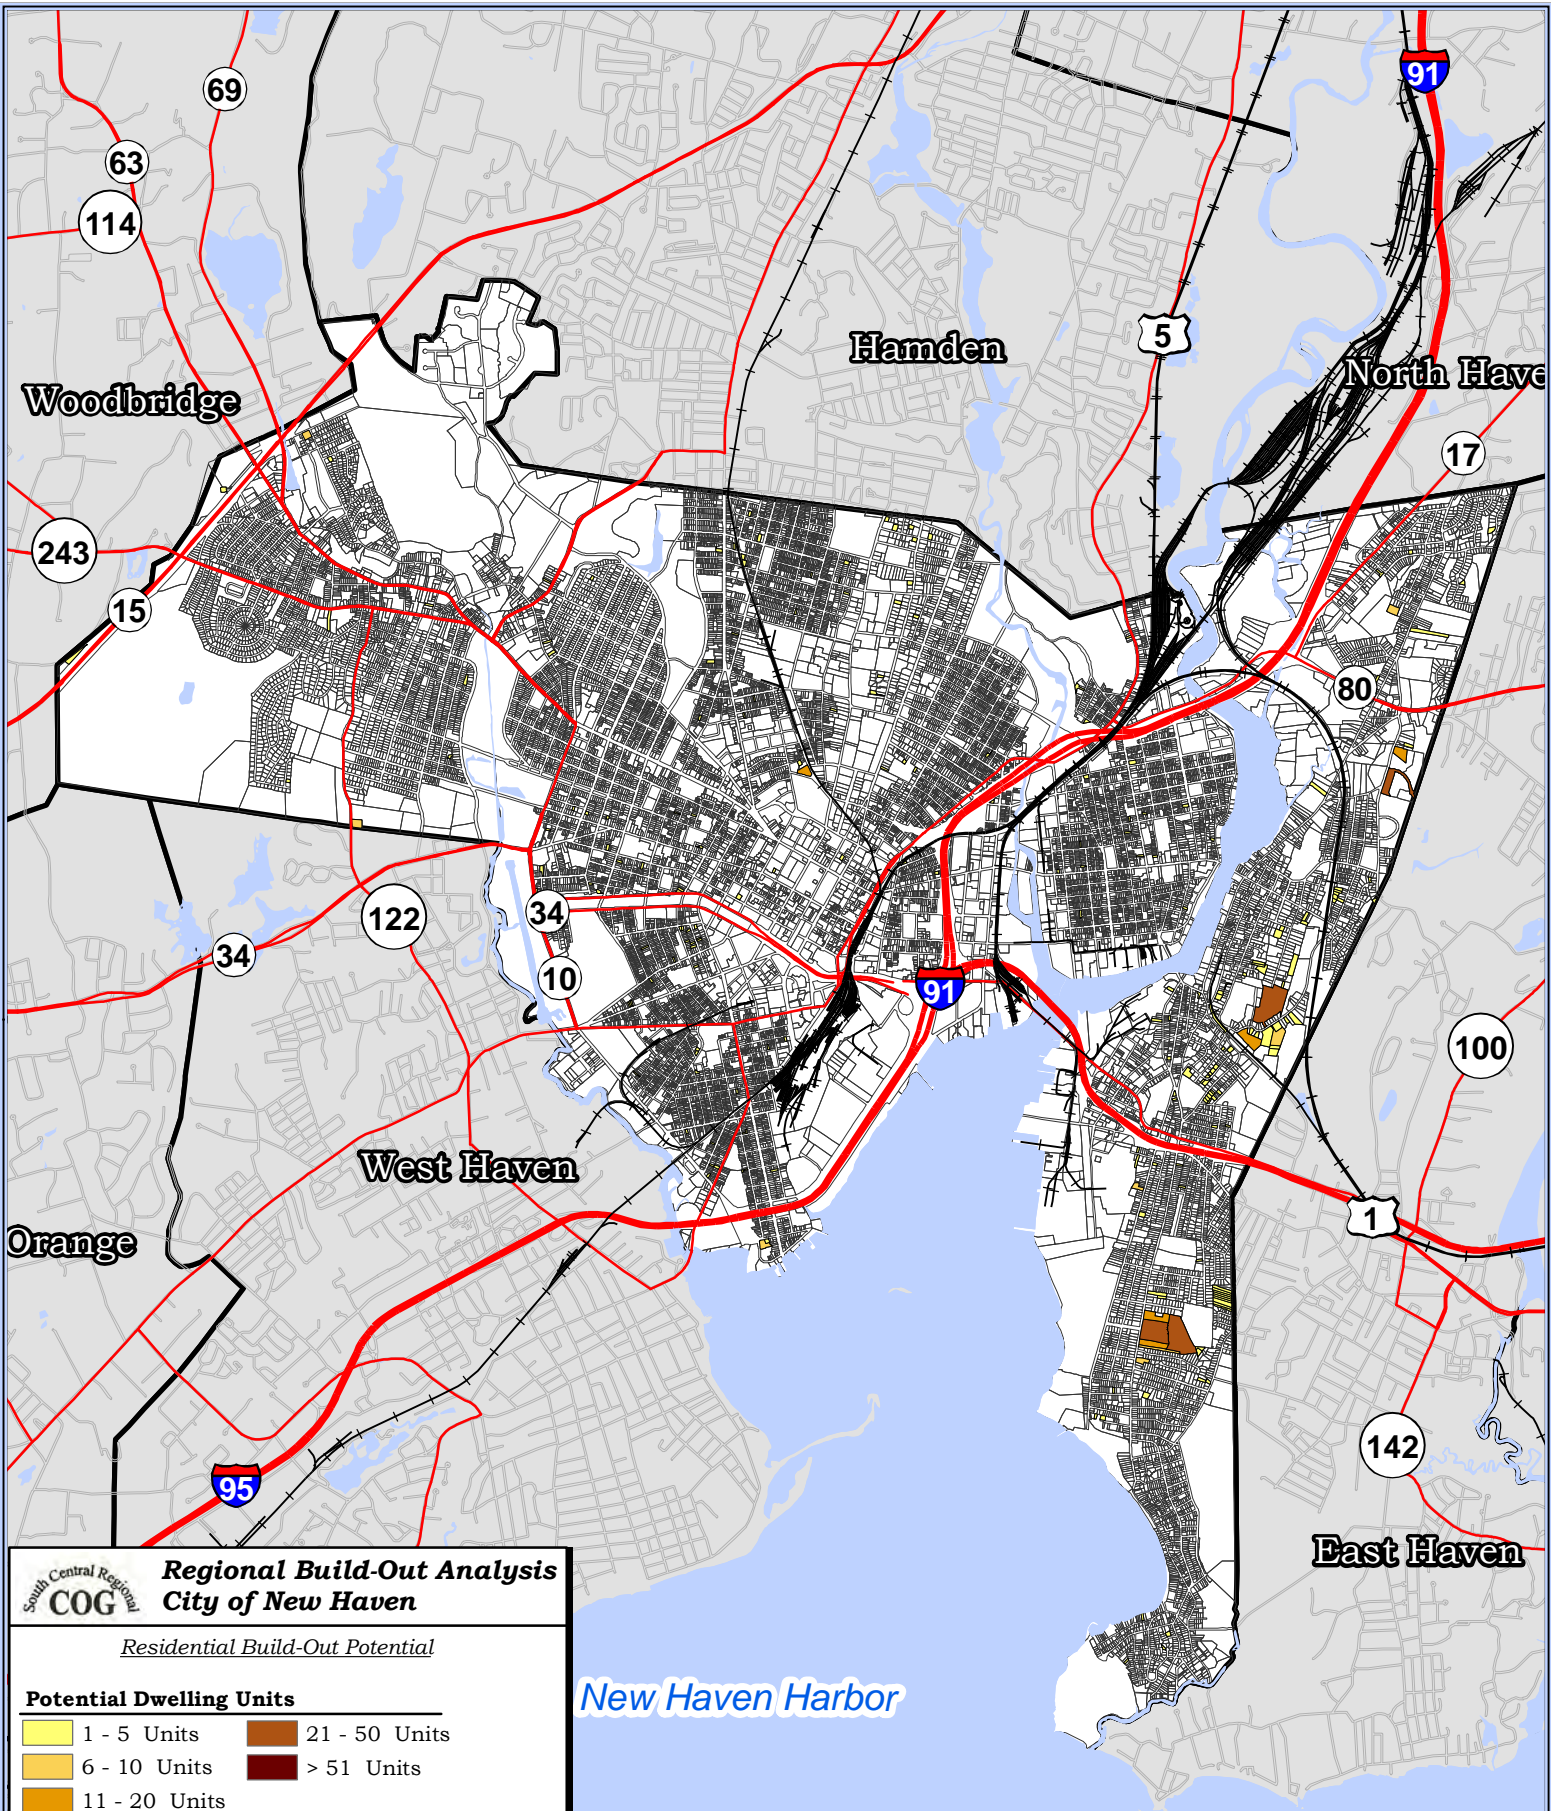 69
91
63
114
Hamden
5
North Have
Woodbridge
17
243
15
80
34
122
34
10
91
100
West Haven
1
Orange
142
95
East Haven
South Central Regional
COG
Regional Build-Out Analysis
City of New Haven
Residential Build-Out Potential
New Haven Harbor
Potential Dwelling Units
1 - 5 Units
21 - 50 Units
6 - 10 Units
> 51 Units
11 - 20 Units